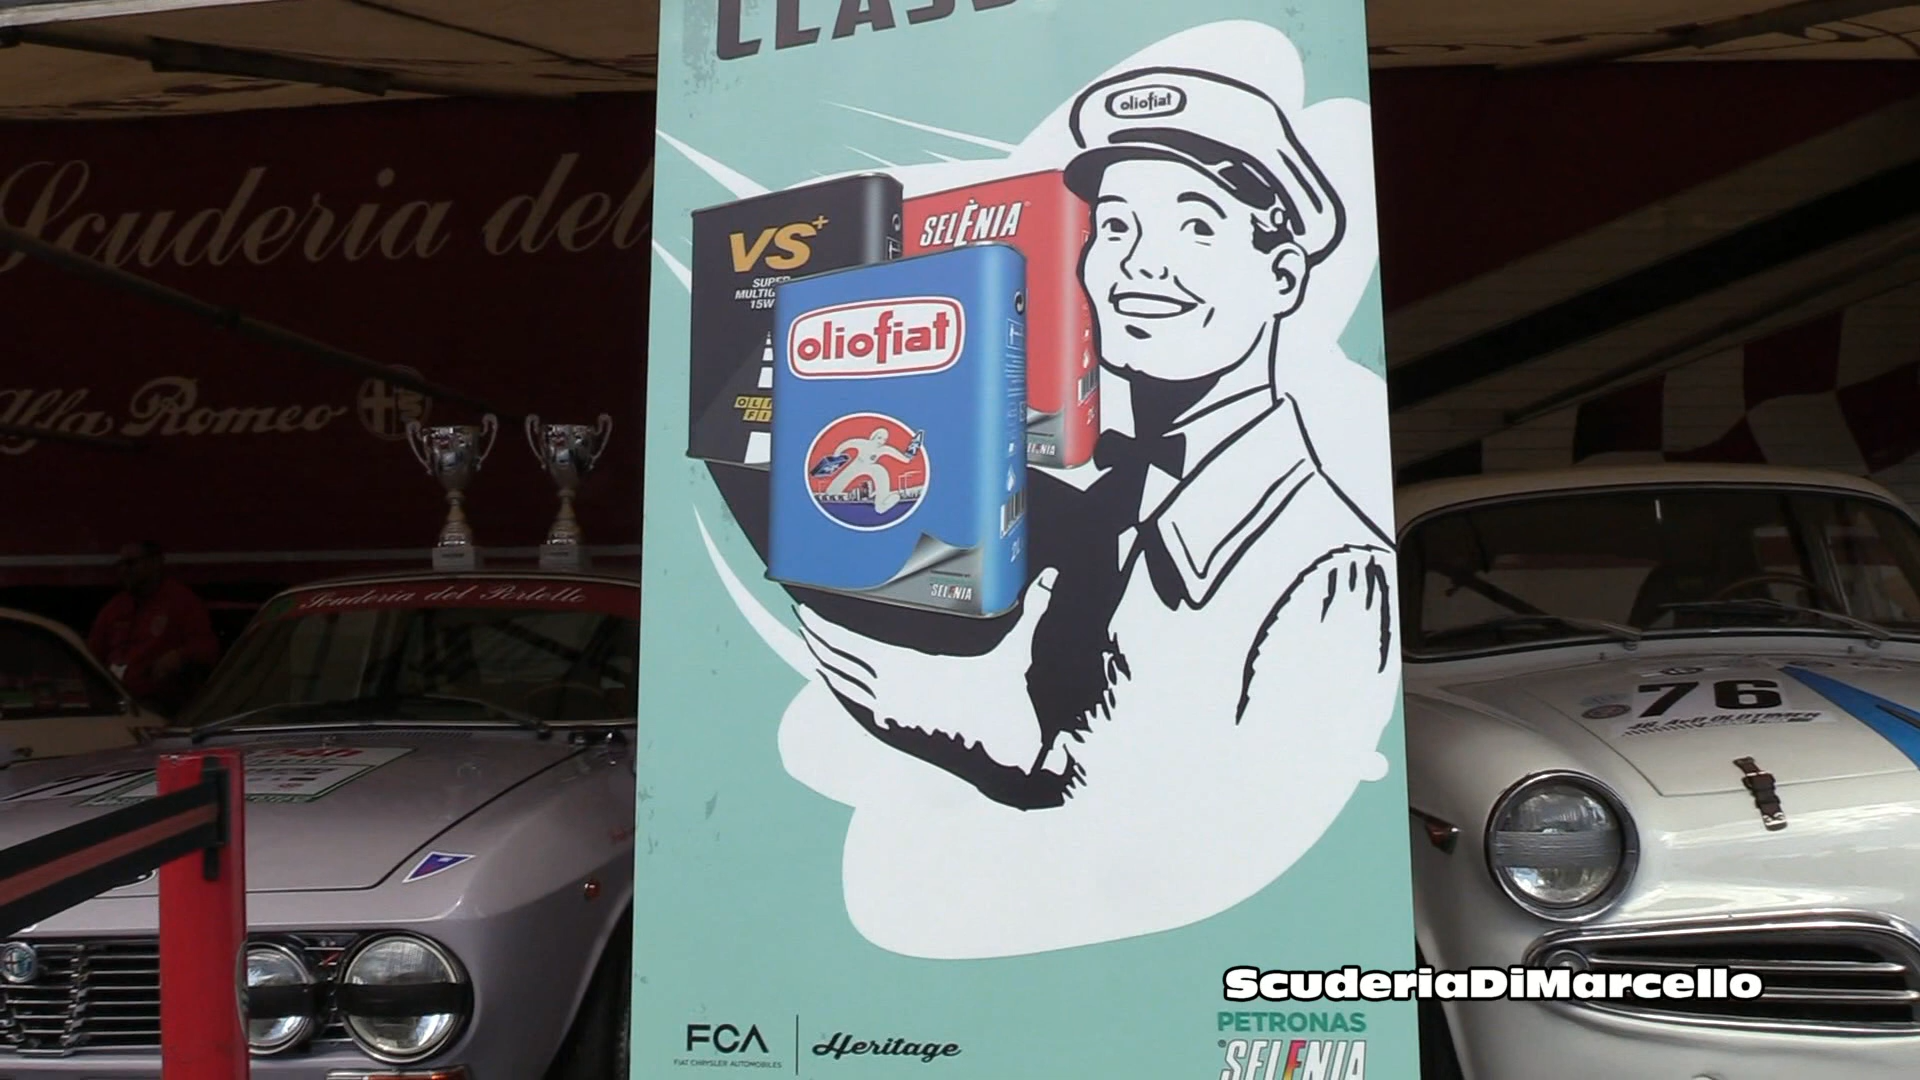 CLASS
oliofiat
Scuderia del
VS+
SUPER
15W
SELÈNIA
oliofiat
Alfa Romeo
SELENIA
Scuderia del Portello
SELENIA
76
ScuderiaDiMarcello
PETRONAS
SELENIA
FCA
FIAT CHRYSLER AUTOMOBILES
Heritage